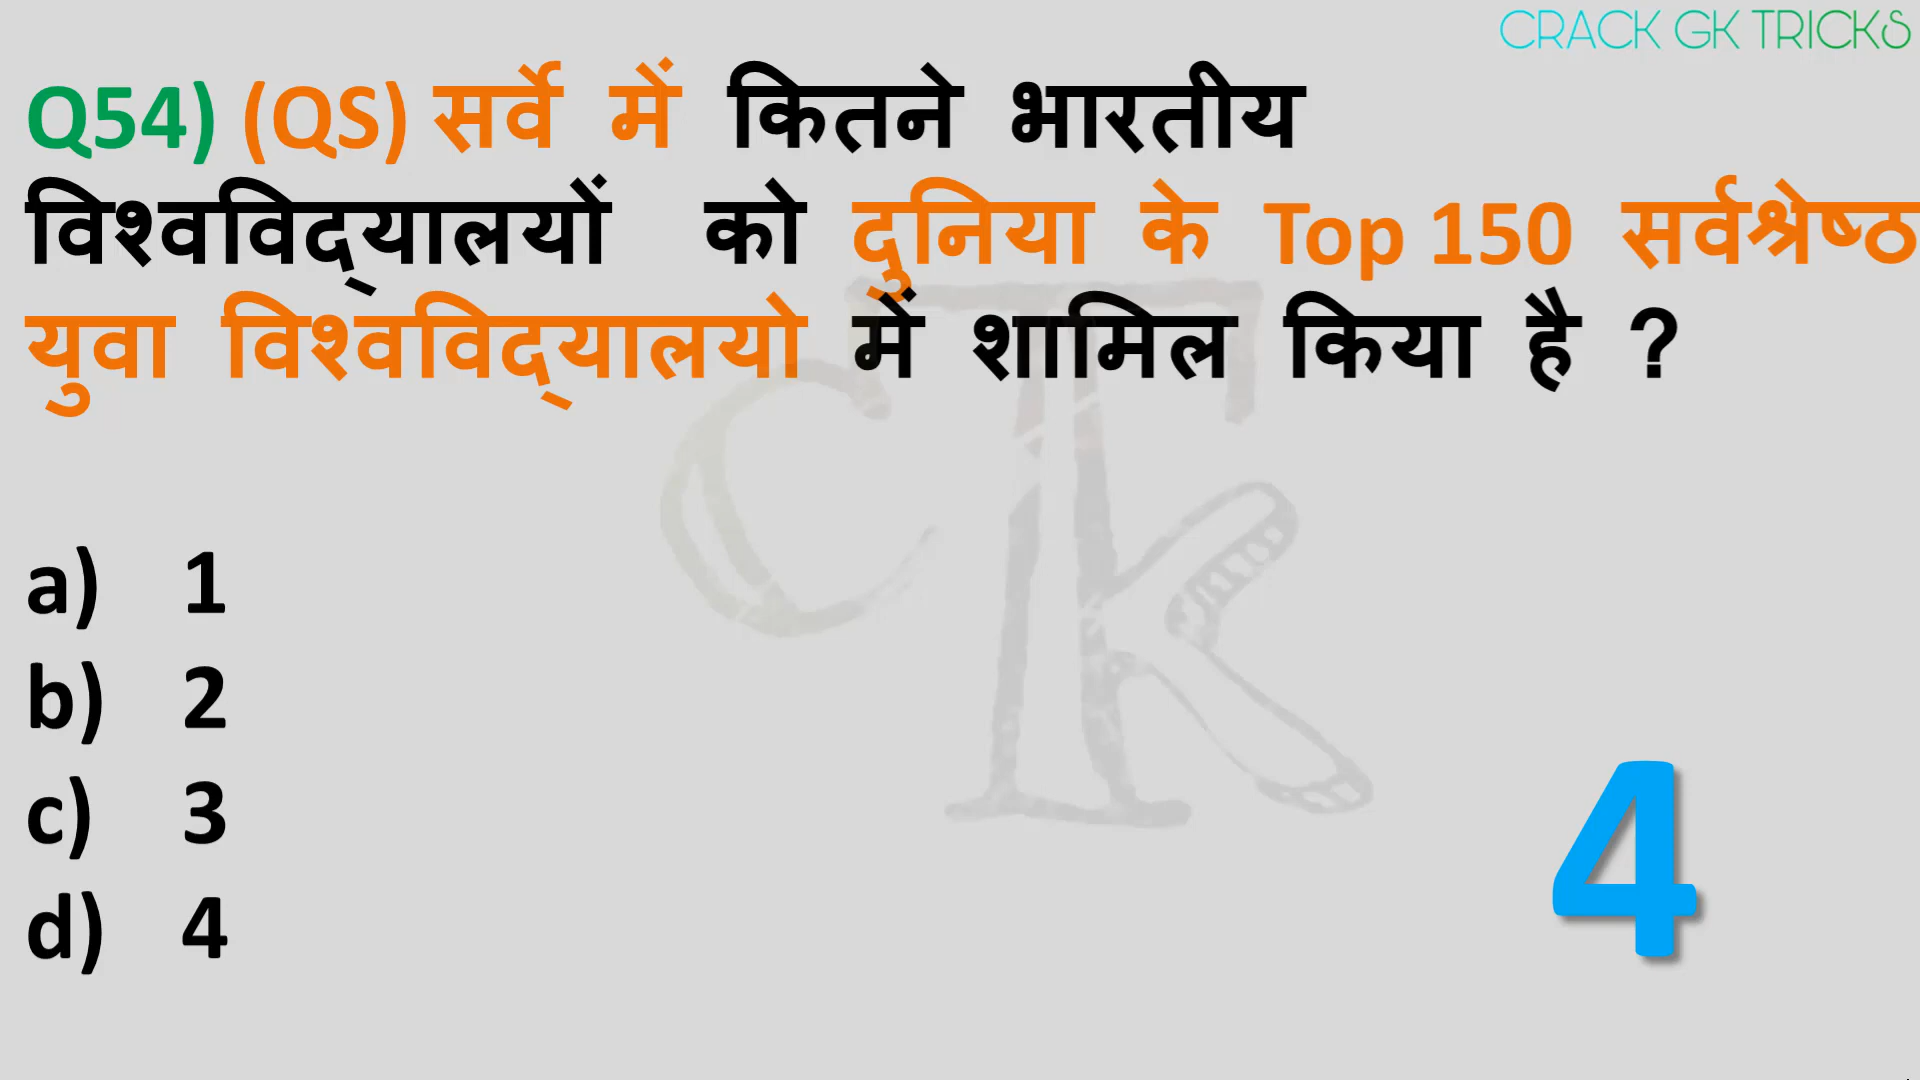 CRACK GK TRICKS
Q54) (QS) सर्वे में कितने भारतीय
विश्वविद्यालयों को दुनिया के Top 150 सर्वश्रेष्ठ
युवा विश्वविद्यालयो में शामिल किया है ?
CTk
a) 1
b) 2
c) 3
d) 4
4